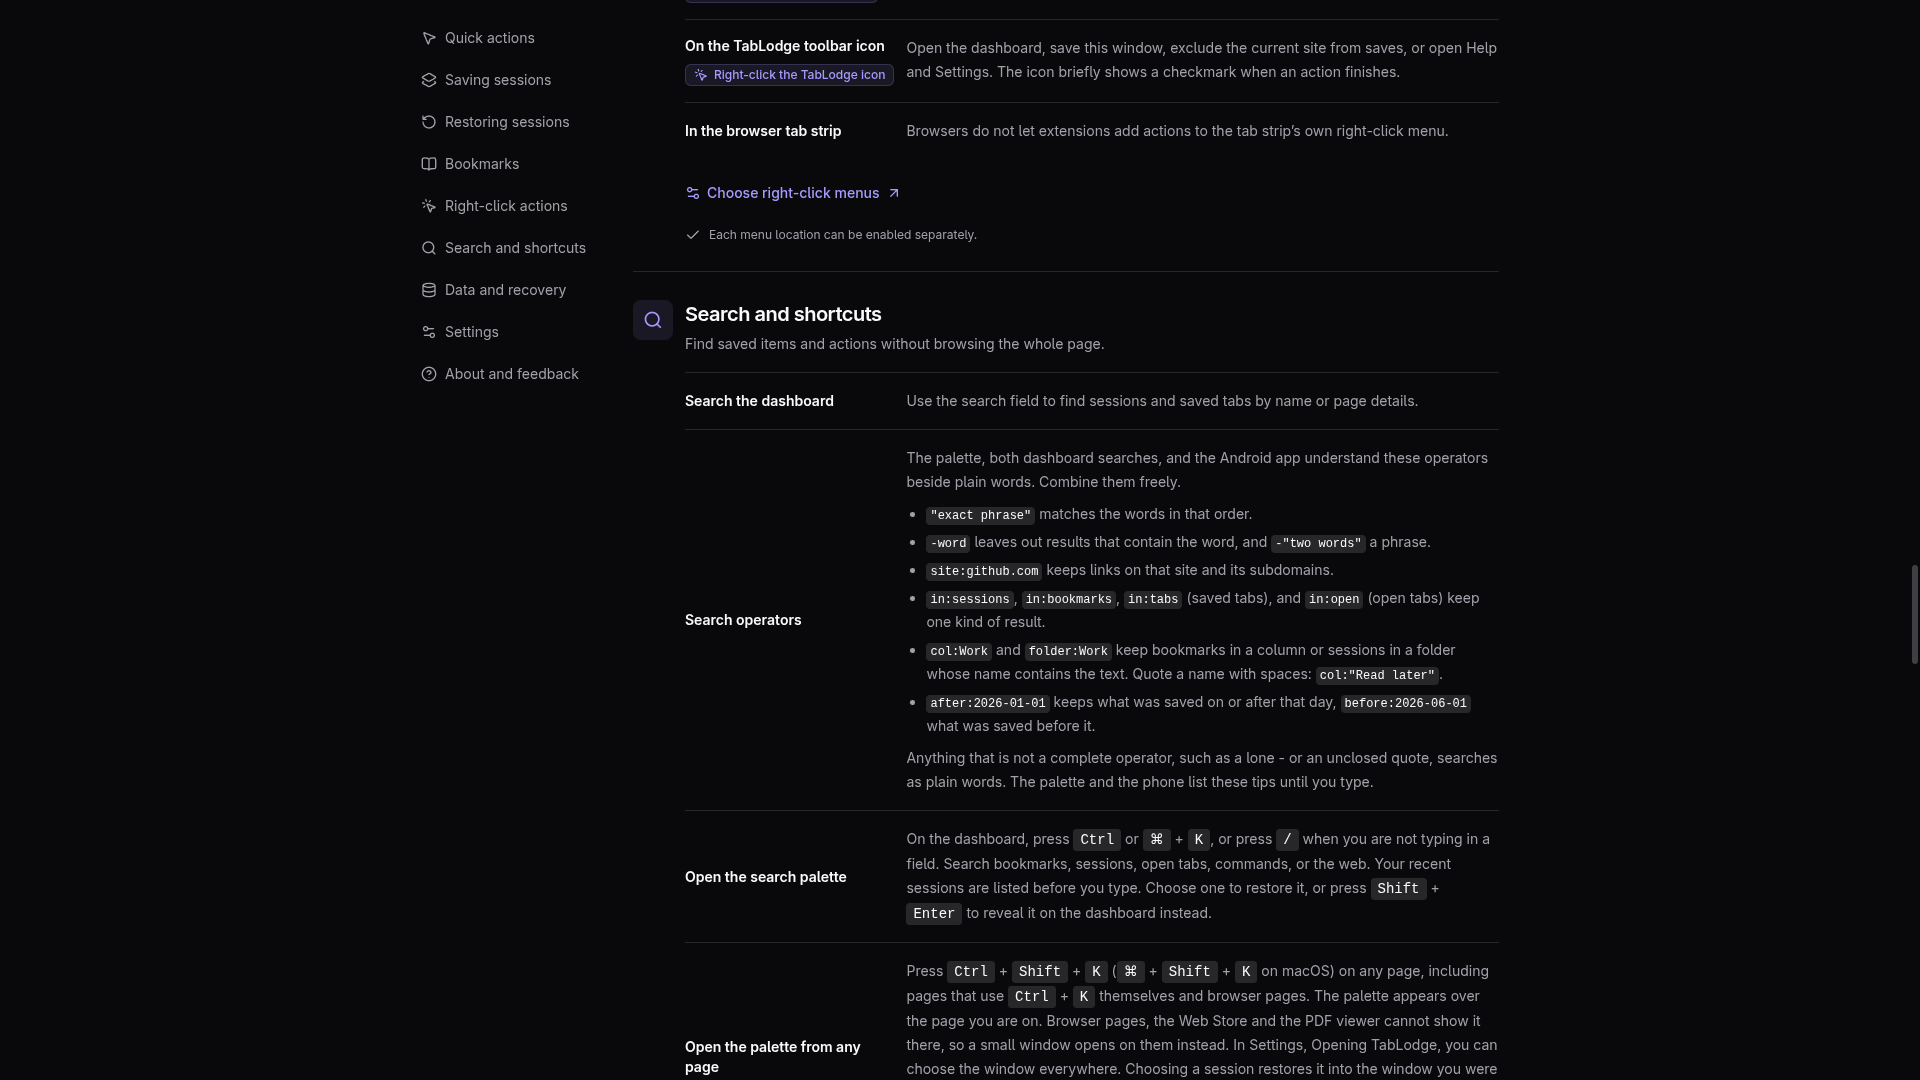 Quick actions
Saving sessions
Restoring sessions
Bookmarks
Right-click actions
Search and shortcuts
Data and recovery
Settings
About and feedback
On the TabLodge toolbar icon
Right-click the TabLodge icon
Open the dashboard, save this window, exclude the current site from saves, or open Help
and Settings. The icon briefly shows a checkmark when an action finishes.
In the browser tab strip
Browsers do not let extensions add actions to the tab strip’s own right-click menu.
Choose right-click menus
Each menu location can be enabled separately.
Search and shortcuts
Find saved items and actions without browsing the whole page.
Search the dashboard
Use the search field to find sessions and saved tabs by name or page details.
Search operators
The palette, both dashboard searches, and the Android app understand these operators
beside plain words. Combine them freely.
"exact phrase" matches the words in that order.
-word leaves out results that contain the word, and -"two words" a phrase.
site:github.com keeps links on that site and its subdomains.
in:sessions, in:bookmarks, in:tabs (saved tabs), and in:open (open tabs) keep
one kind of result.
col:Work and folder:Work keep bookmarks in a column or sessions in a folder
whose name contains the text. Quote a name with spaces: col:"Read later".
after:2026-01-01 keeps what was saved on or after that day, before:2026-06-01
what was saved before it.
Anything that is not a complete operator, such as a lone - or an unclosed quote, searches
as plain words. The palette and the phone list these tips until you type.
Open the search palette
On the dashboard, press Ctrl or ⌘ + K, or press / when you are not typing in a
field. Search bookmarks, sessions, open tabs, commands, or the web. Your recent
sessions are listed before you type. Choose one to restore it, or press Shift +
Enter to reveal it on the dashboard instead.
Open the palette from any
page
Press Ctrl + Shift + K (⌘ + Shift + K on macOS) on any page, including
pages that use Ctrl + K themselves and browser pages. The palette appears over
the page you are on. Browser pages, the Web Store and the PDF viewer cannot show it
there, so a small window opens on them instead. In Settings, Opening TabLodge, you can
choose the window everywhere. Choosing a session restores it into the window you were